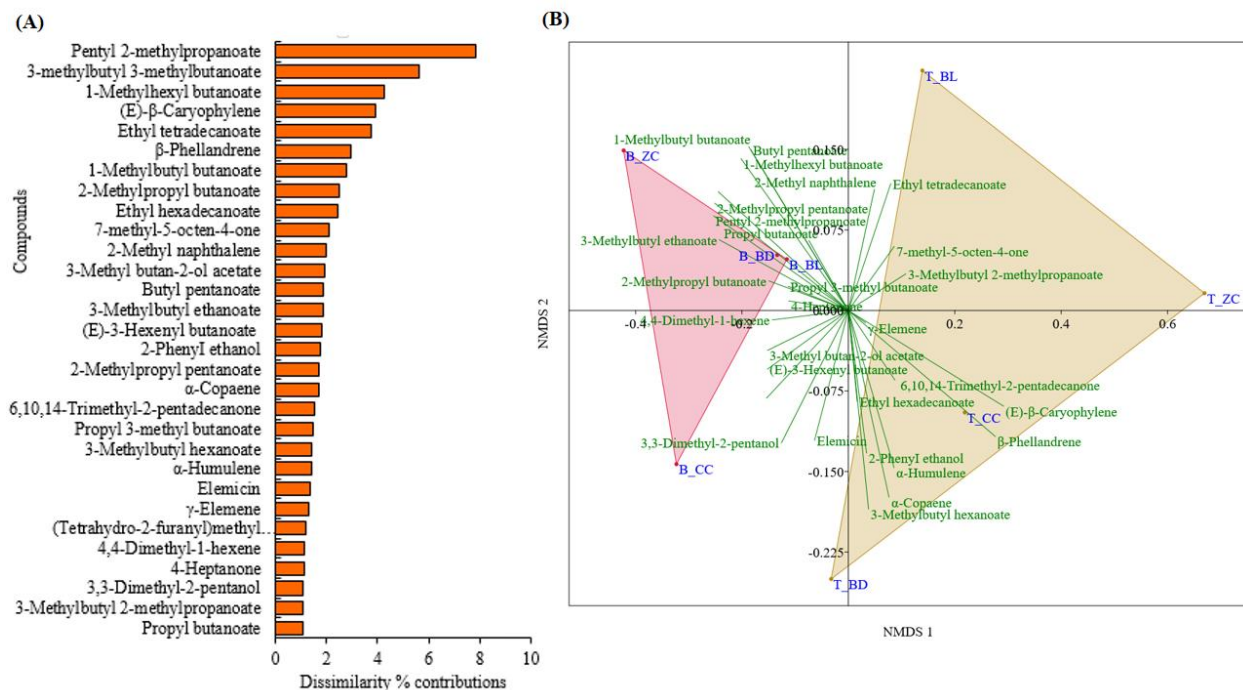 (A)
Compounds
Pentyl 2-methylpropanoate
3-methylbutyl 3-methylbutanoate
1-Methylhexyl butanoate
(E)-β-Caryophylene
Ethyl tetradecanoate
β-Phellandrene
1-Methylbutyl butanoate
2-Methylpropyl butanoate
Ethyl hexadecanoate
7-methyl-5-octen-4-one
2-Methyl naphthalene
3-Methyl butan-2-ol acetate
Butyl pentanoate
3-Methylbutyl ethanoate
(E)-3-Hexenyl butanoate
2-PhenyI ethanol
2-Methylpropyl pentanoate
α-Copaene
6,10,14-Trimethyl-2-pentadecanone
Propyl 3-methyl butanoate
3-Methylbutyl hexanoate
α-Humulene
Elemicin
γ-Elemene
(Tetrahydro-2-furanyl)methyl...
4,4-Dimethyl-1-hexene
4-Heptanone
3,3-Dimethyl-2-pentanol
3-Methylbutyl 2-methylpropanoate
Propyl butanoate
0 2 4 6 8 10
Dissimilarity % contributions
(B)
T_BL
1-Methylbutyl butanoate
Butyl pentanoate
0.150
B_ZC
1-Methylhexyl butanoate
2-Methyl naphthalene
Ethyl tetradecanoate
2-Methylpropyl pentanoate
Pentyl 2-methylpropanoate
Propyl butanoate
0.075
3-Methylbutyl ethanoate
7-methyl-5-octen-4-one
B_BD
B_BL
3-Methylbutyl 2-methylpropanoate
2-Methylpropyl butanoate
Propyl 3-methyl butanoate
T_ZC
4-Heptanone
0.000
4,4-Dimethyl-1-hexene
-0.4 -0.2 0.2 0.4 0.6
γ-Elemene
3-Methyl butan-2-ol acetate
(E)-3-Hexenyl butanoate
-0.075
6,10,14-Trimethyl-2-pentadecanone
Ethyl hexadecanoate
(E)-β-Caryophylene
T_CC
3,3-Dimethyl-2-pentanol
Elemicin
β-Phellandrene
2-PhenyI ethanol
B_CC
-0.150
α-Humulene
α-Copaene
3-Methylbutyl hexanoate
-0.225
T_BD
NMDS 2
NMDS 1